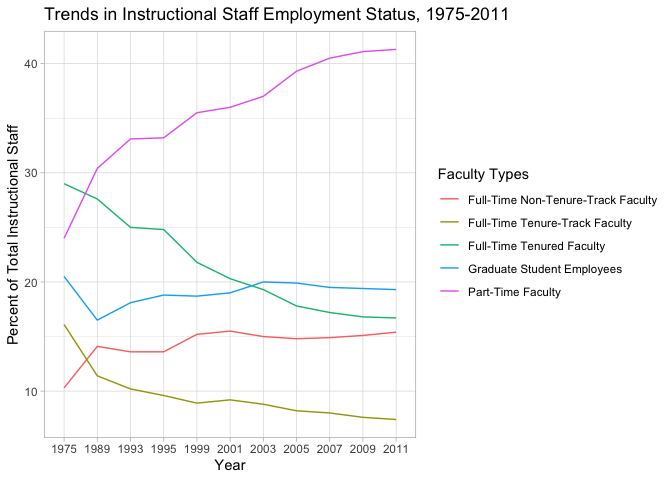 Trends in Instructional Staff Employment Status, 1975-2011
Percent of Total Instructional Staff
40
30
20
10
1975 1989 1993 1995 1999 2001 2003 2005 2007 2009 2011
Year
Faculty Types
Full-Time Non-Tenure-Track Faculty
Full-Time Tenure-Track Faculty
Full-Time Tenured Faculty
Graduate Student Employees
Part-Time Faculty